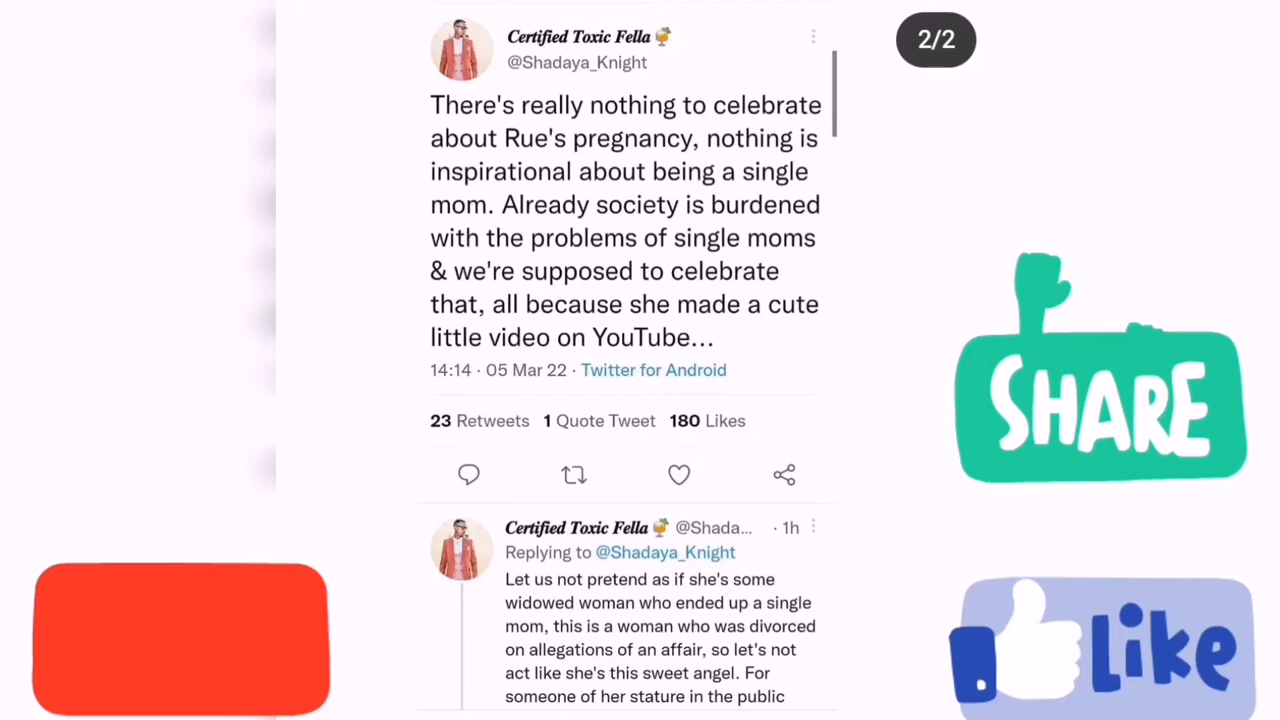 Certified Toxic Fella
2/2
@Shadaya_Knight
There's really nothing to celebrate
about Rue's pregnancy, nothing is
inspirational about being a single
mom. Already society is burdened
with the problems of single moms
& we're supposed to celebrate
that, all because she made a cute
little video on YouTube...
14:14 · 05 Mar 22 · Twitter for Android
23 Retweets 1 Quote Tweet 180 Likes
SHARE
Certified Toxic Fella @Shada... · 1h
Replying to @Shadaya_Knight
Let us not pretend as if she's some
widowed woman who ended up a single
mom, this is a woman who was divorced
on allegations of an affair, so let's not
act like she's this sweet angel. For
someone of her stature in the public
Like